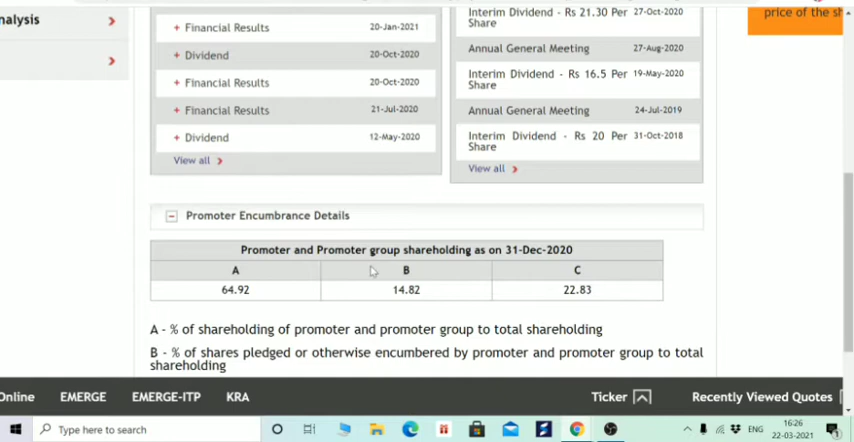 nalysis
+ Financial Results 20-Jan-2021
+ Dividend 20-Oct-2020
+ Financial Results 20-Oct-2020
+ Financial Results 21-Jul-2020
+ Dividend 12-May-2020
View all
Interim Dividend - Rs 21.30 Per 27-Oct-2020
Share
Annual General Meeting 27-Aug-2020
Interim Dividend - Rs 16.5 Per 19-May-2020
Share
Annual General Meeting 24-Jul-2019
Interim Dividend - Rs 20 Per 31-Oct-2018
Share
View all
price of the sh
Promoter Encumbrance Details
Promoter and Promoter group shareholding as on 31-Dec-2020
A B C
64.92 14.82 22.83
A - % of shareholding of promoter and promoter group to total shareholding
B - % of shares pledged or otherwise encumbered by promoter and promoter group to total
shareholding
Online EMERGE EMERGE-ITP KRA Ticker Recently Viewed Quotes
Type here to search
ENG
16:26
22-03-2021